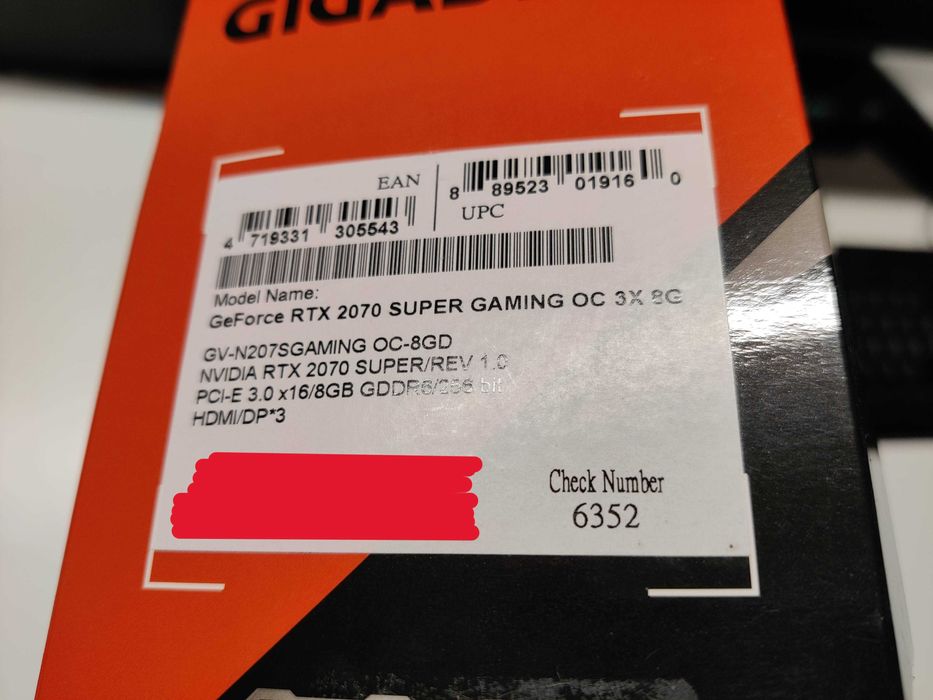 EAN
4 719331 305543
8 89523 01916 0
UPC
Model Name:
GeForce RTX 2070 SUPER GAMING OC 3X 8G
GV-N207SGAMING OC-8GD
NVIDIA RTX 2070 SUPER/REV 1.0
PCI-E 3.0 x16/8GB GDDR6/256 bit
HDMI/DP*3
Check Number
6352